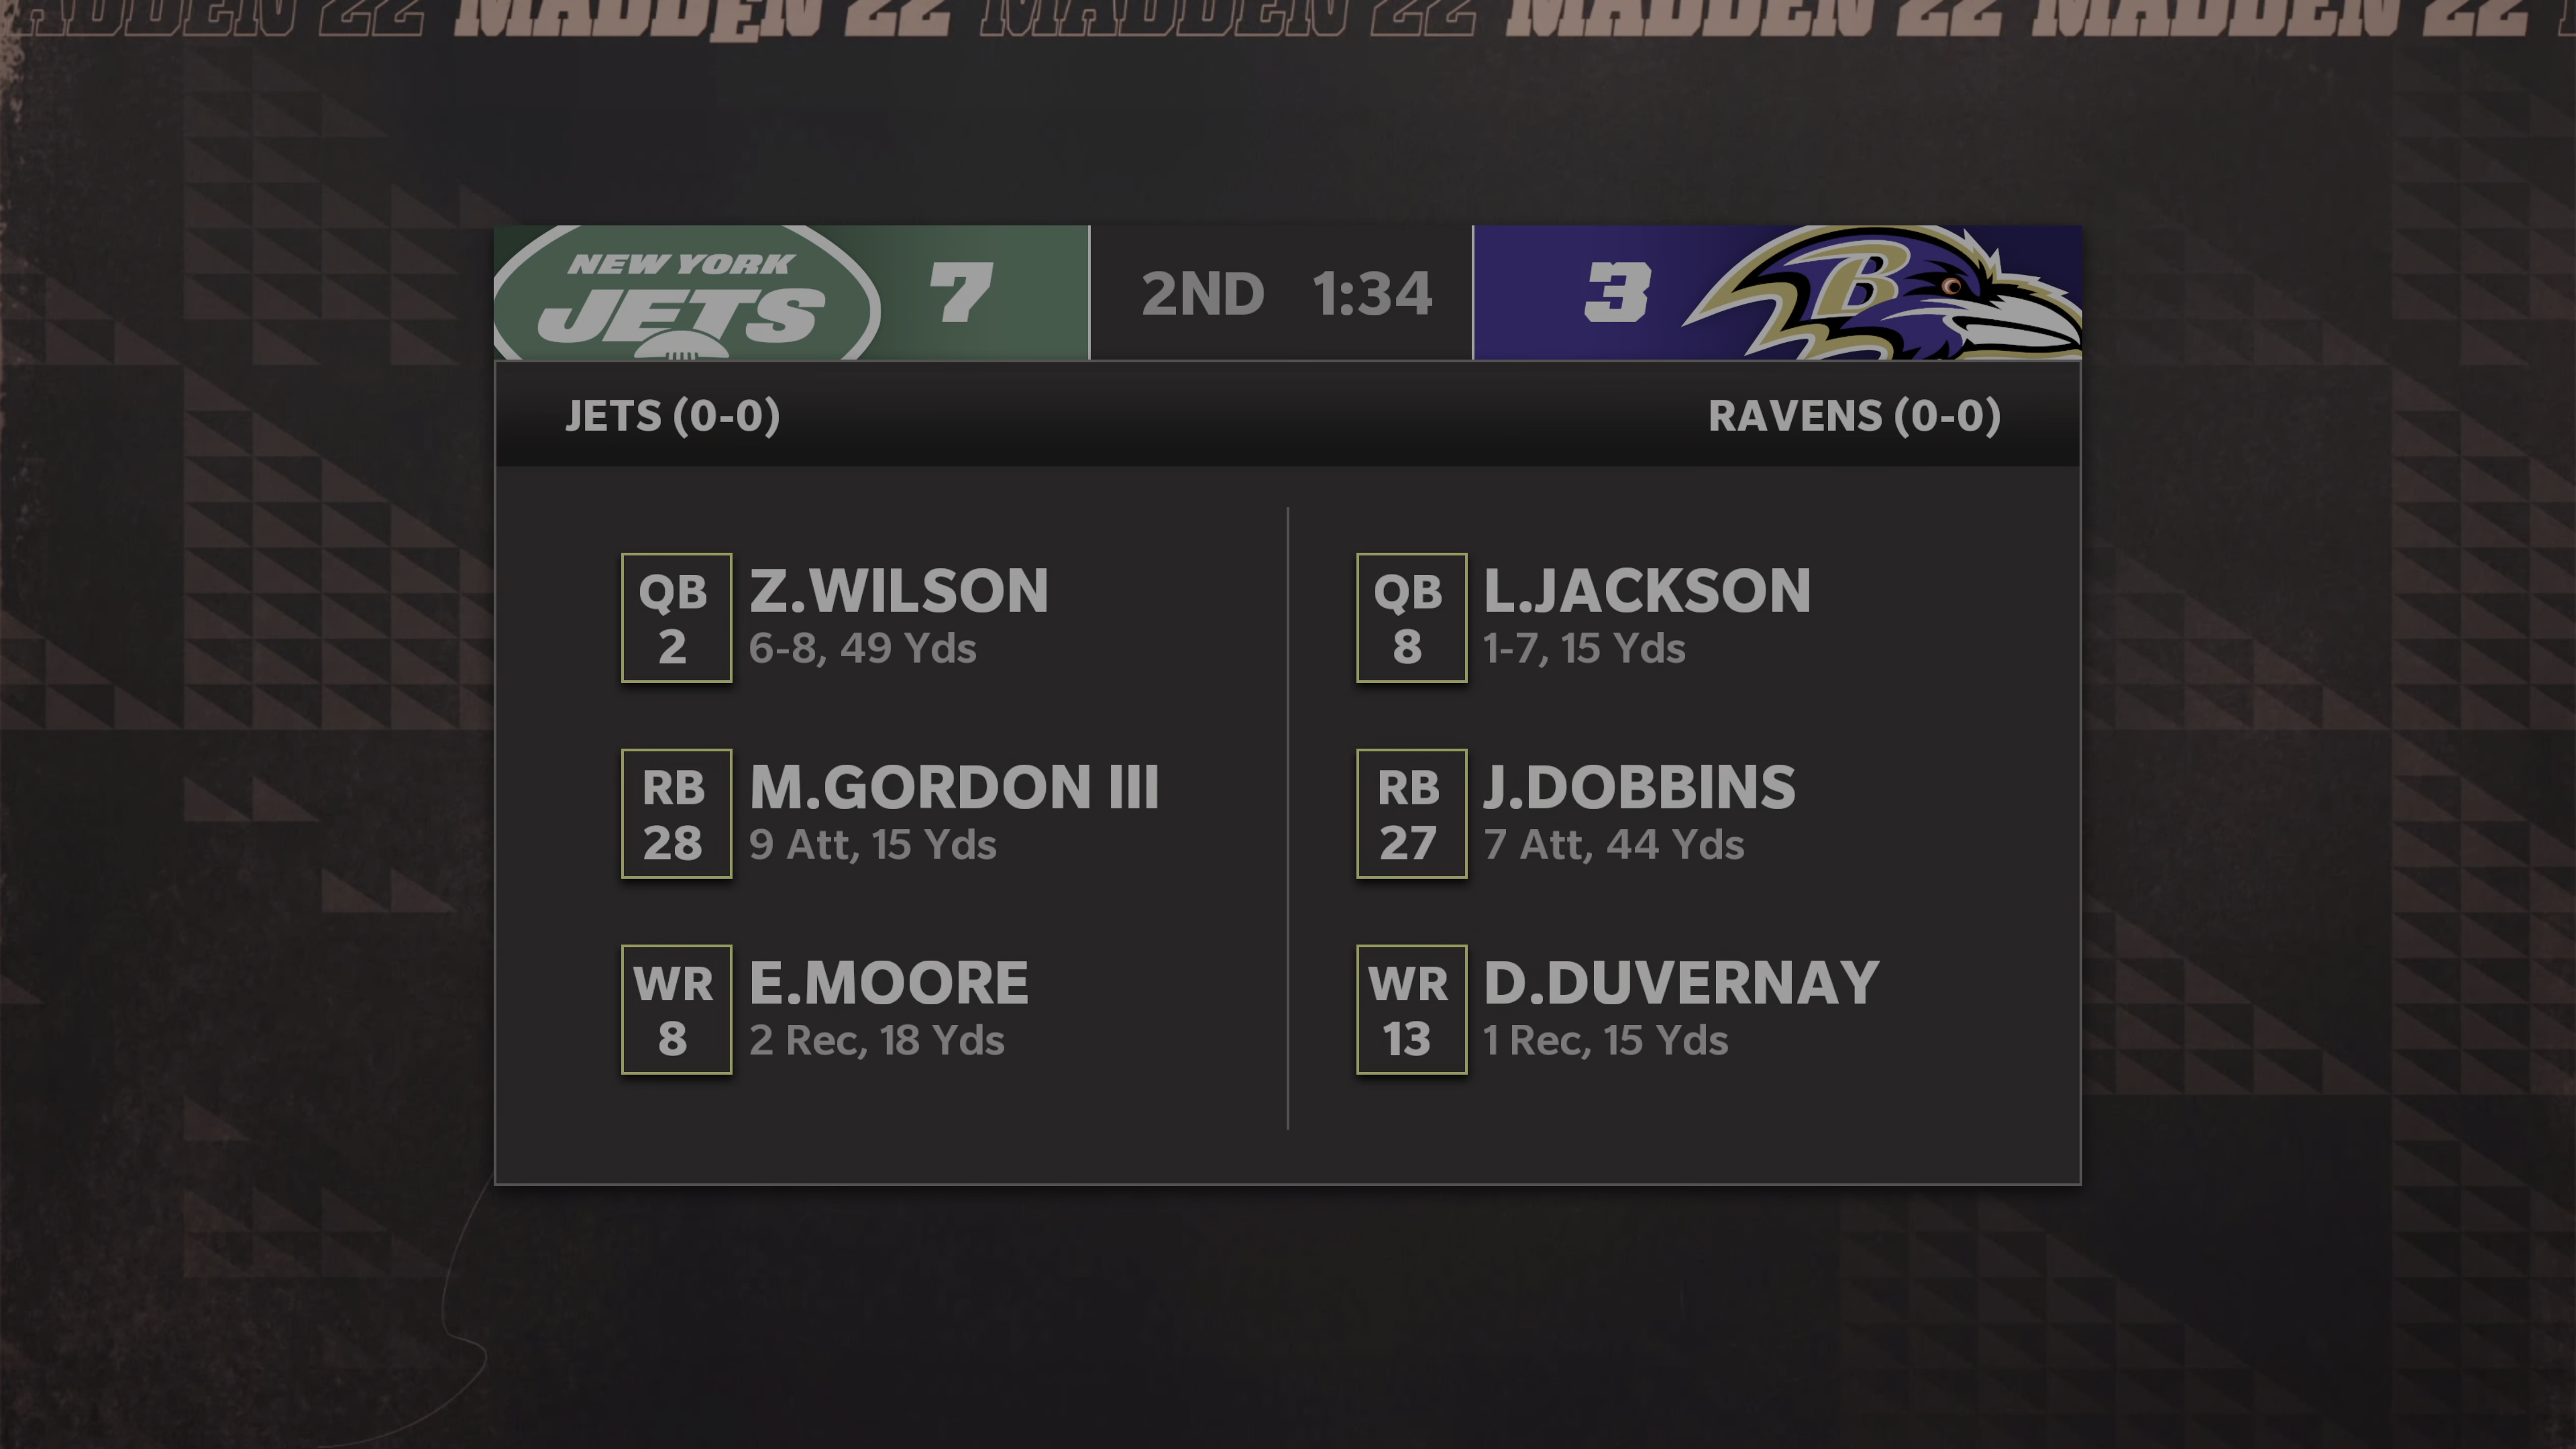 MADDEN 22 MADDEN 22 MADDEN 22 MADDEN 22 MADDEN 22
NEW YORK
JETS
7
2ND 1:34
3
B
JETS (0-0)
RAVENS (0-0)
QB
2
Z.WILSON
6-8, 49 Yds
RB
28
M.GORDON III
9 Att, 15 Yds
WR
8
E.MOORE
2 Rec, 18 Yds
QB
8
L.JACKSON
1-7, 15 Yds
RB
27
J.DOBBINS
7 Att, 44 Yds
WR
13
D.DUVERNAY
1 Rec, 15 Yds